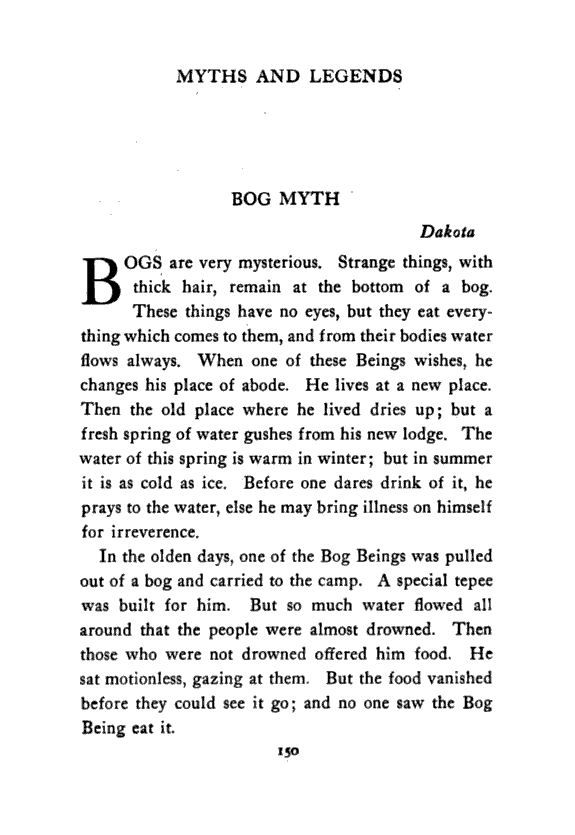 MYTHS AND LEGENDS
BOG MYTH
Dakota
BOGS are very mysterious. Strange things, with
thick hair, remain at the bottom of a bog.
These things have no eyes, but they eat every-
thing which comes to them, and from their bodies water
flows always. When one of these Beings wishes, he
changes his place of abode. He lives at a new place.
Then the old place where he lived dries up; but a
fresh spring of water gushes from his new lodge. The
water of this spring is warm in winter; but in summer
it is as cold as ice. Before one dares drink of it, he
prays to the water, else he may bring illness on himself
for irreverence.
In the olden days, one of the Bog Beings was pulled
out of a bog and carried to the camp. A special tepee
was built for him. But so much water flowed all
around that the people were almost drowned. Then
those who were not drowned offered him food. He
sat motionless, gazing at them. But the food vanished
before they could see it go; and no one saw the Bog
Being eat it.
150